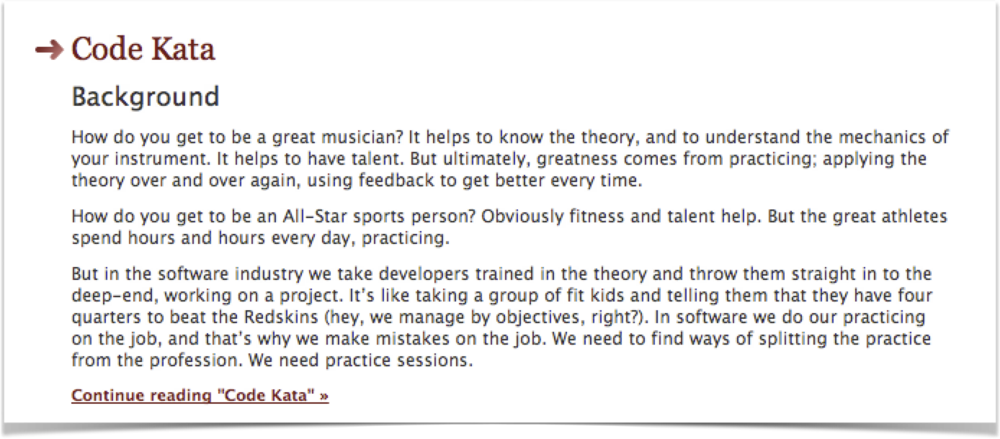 Code Kata
Background
How do you get to be a great musician? It helps to know the theory, and to understand the mechanics of
your instrument. It helps to have talent. But ultimately, greatness comes from practicing; applying the
theory over and over again, using feedback to get better every time.
How do you get to be an All-Star sports person? Obviously fitness and talent help. But the great athletes
spend hours and hours every day, practicing.
But in the software industry we take developers trained in the theory and throw them straight in to the
deep-end, working on a project. It's like taking a group of fit kids and telling them that they have four
quarters to beat the Redskins (hey, we manage by objectives, right?). In software we do our practicing
on the job, and that's why we make mistakes on the job. We need to find ways of splitting the practice
from the profession. We need practice sessions.
Continue reading "Code Kata" »